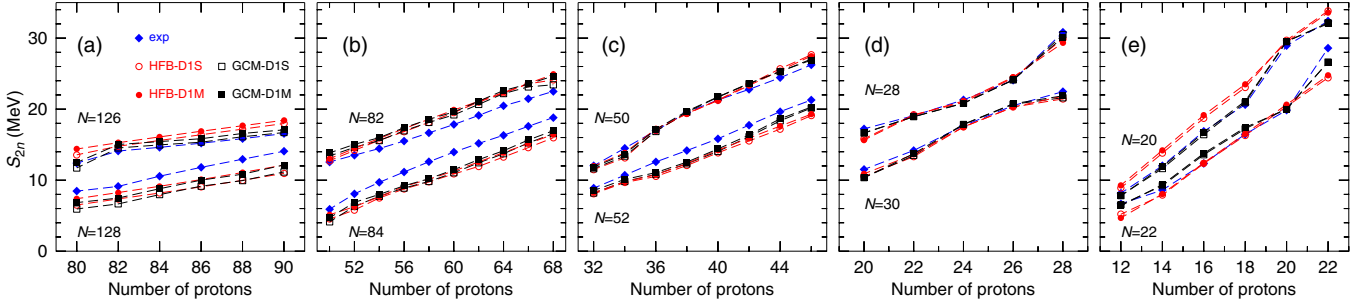 S2n (MeV)
0
10
20
30
(a)
exp
HFB-D1S
GCM-D1S
HFB-D1M
GCM-D1M
N=126
N=128
80 82 84 86 88 90
Number of protons
(b)
N=82
N=84
52 56 60 64 68
Number of protons
(c)
N=50
N=52
32 36 40 44
Number of protons
(d)
N=28
N=30
20 22 24 26 28
Number of protons
(e)
N=20
N=22
12 14 16 18 20 22
Number of protons